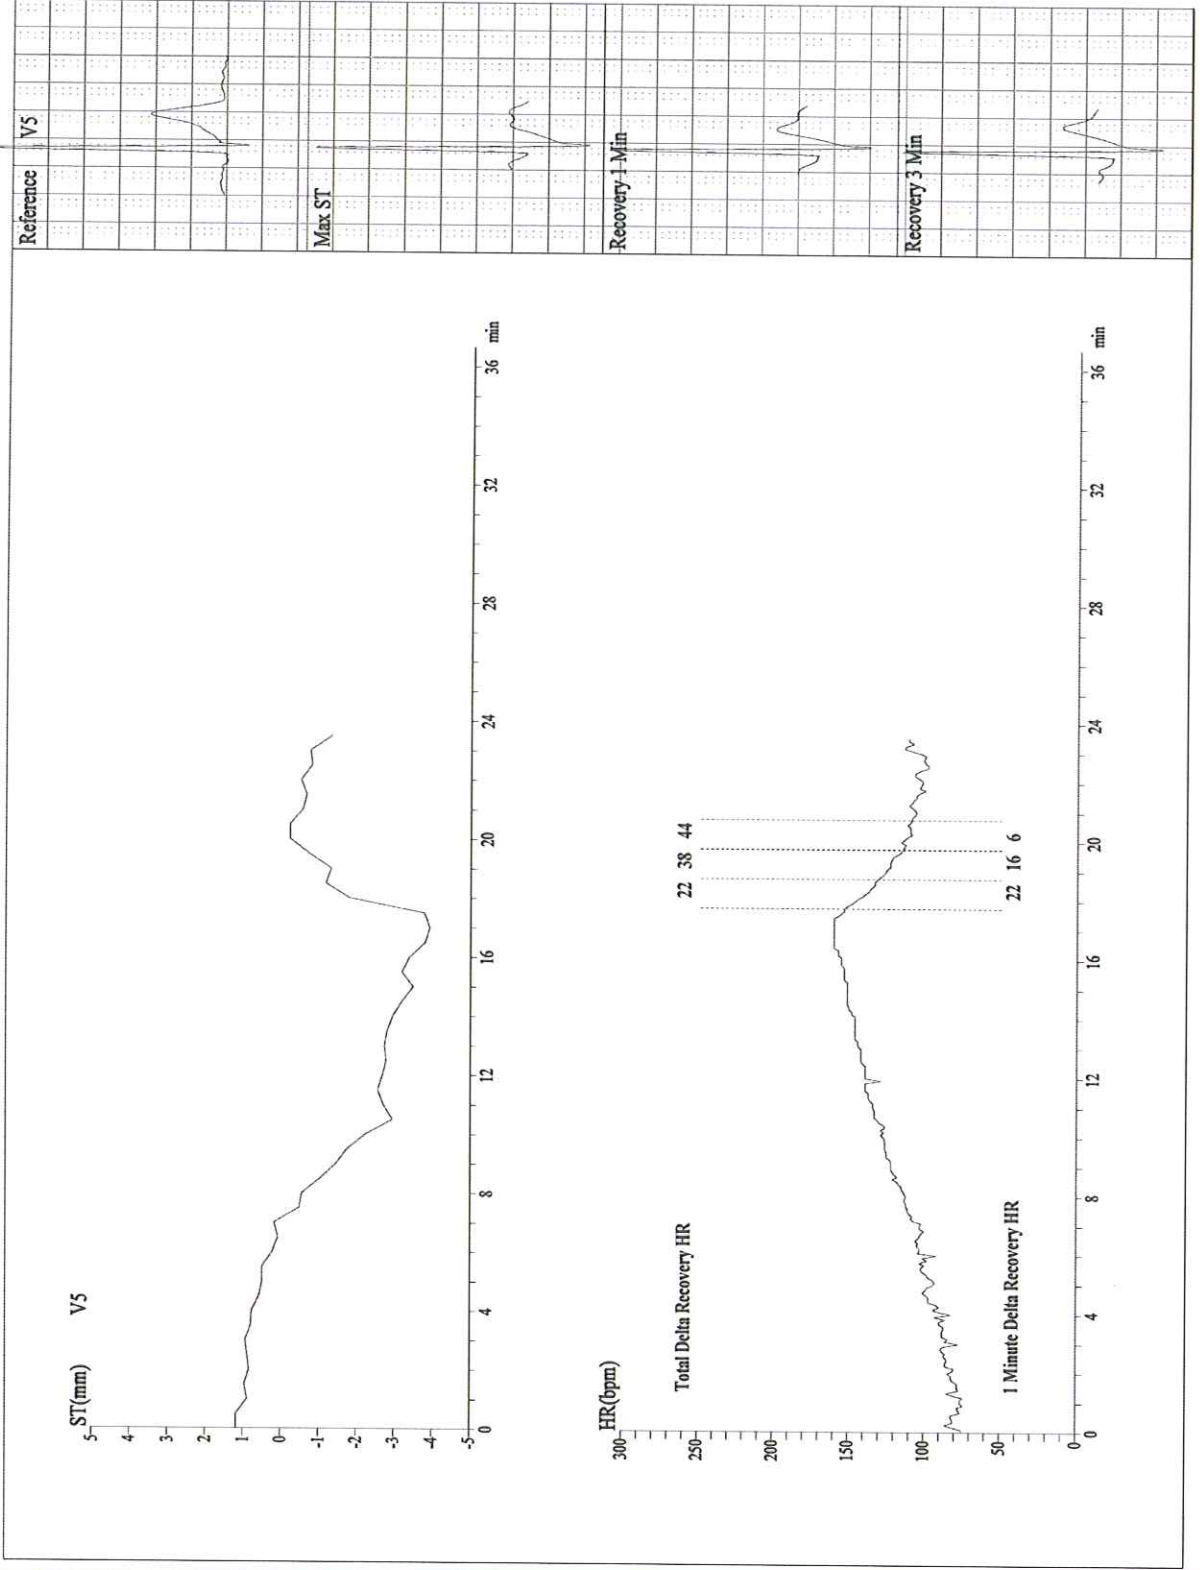 ST(mm) V5
5
4
3
2
1
0
-1
-2
-3
-4
-5
0 4 8 12 16 20 24 28 32 36 min
HR(bpm)
300
250
200
150
100
50
0
Total Delta Recovery HR 22 38 44
1 Minute Delta Recovery HR 22 16 6
0 4 8 12 16 20 24 28 32 36 min
Reference V5
Max ST
Recovery 1 Min
Recovery 3 Min